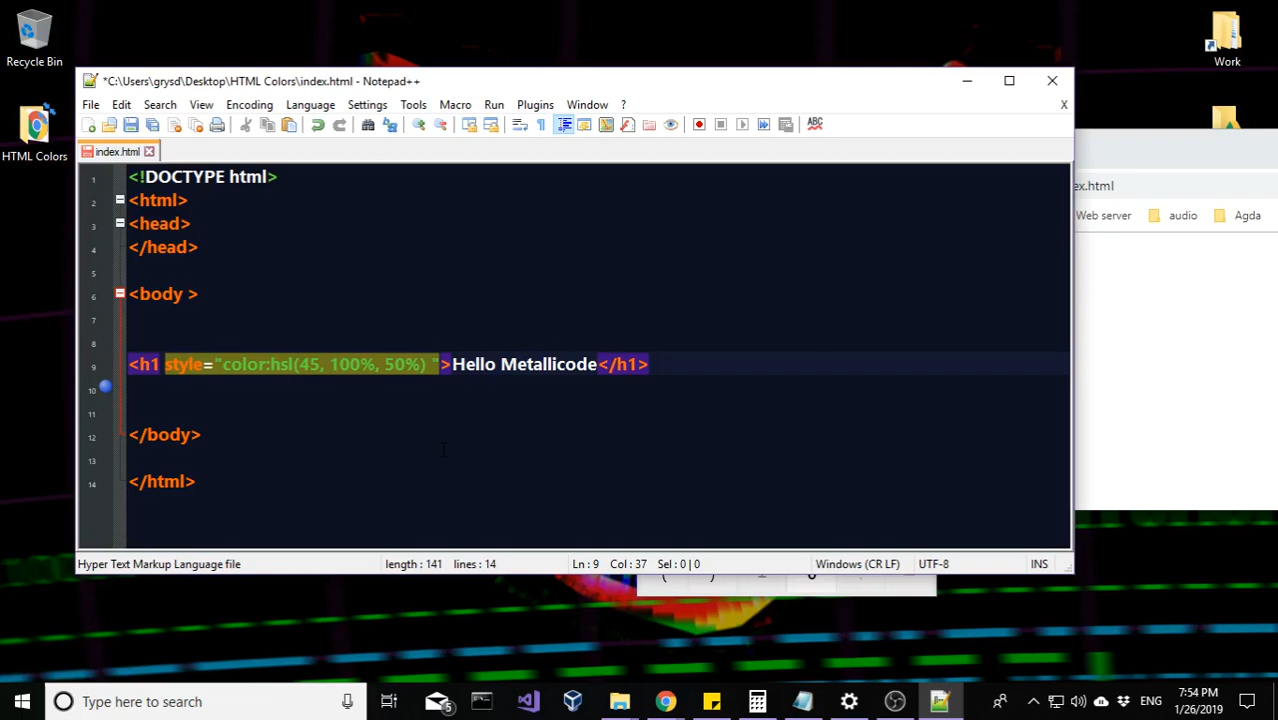 Recycle Bin
HTML Colors
Work
*C:\Users\grysd\Desktop\HTML Colors\index.html - Notepad++
File Edit Search View Encoding Language Settings Tools Macro Run Plugins Window ? X
ABC
index.html
1 <!DOCTYPE html>
2 <html>
3 <head>
4 </head>
5
6 <body >
7
8
9 <h1 style="color:hsl(45, 100%, 50%) ">Hello Metallicode</h1>
10
11
12 </body>
13
14 </html>
ex.html
Web server audio Agda
Hyper Text Markup Language file length : 141 lines : 14 Ln : 9 Col : 37 Sel : 0 | 0 Windows (CR LF) UTF-8 INS
Type here to search
5
ENG
7:54 PM
1/26/2019